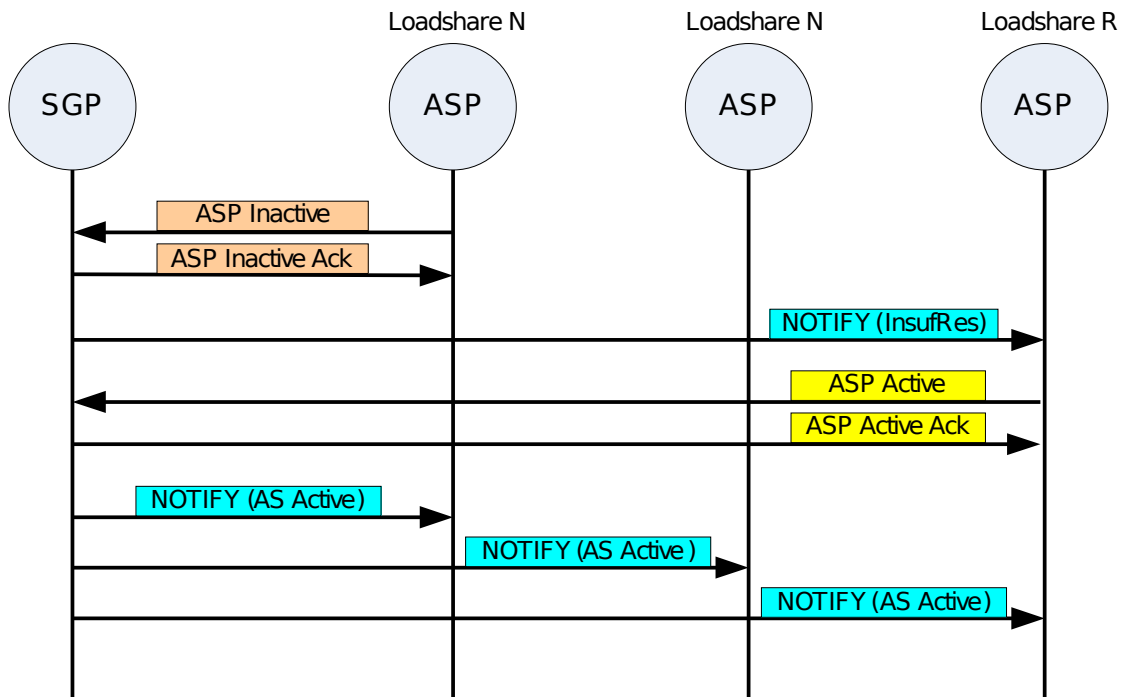 Loadshare N
Loadshare N
Loadshare R
SGP
ASP
ASP
ASP
ASP Inactive
ASP Inactive Ack
NOTIFY (InsufRes)
ASP Active
ASP Active Ack
NOTIFY (AS Active)
NOTIFY (AS Active)
NOTIFY (AS Active)